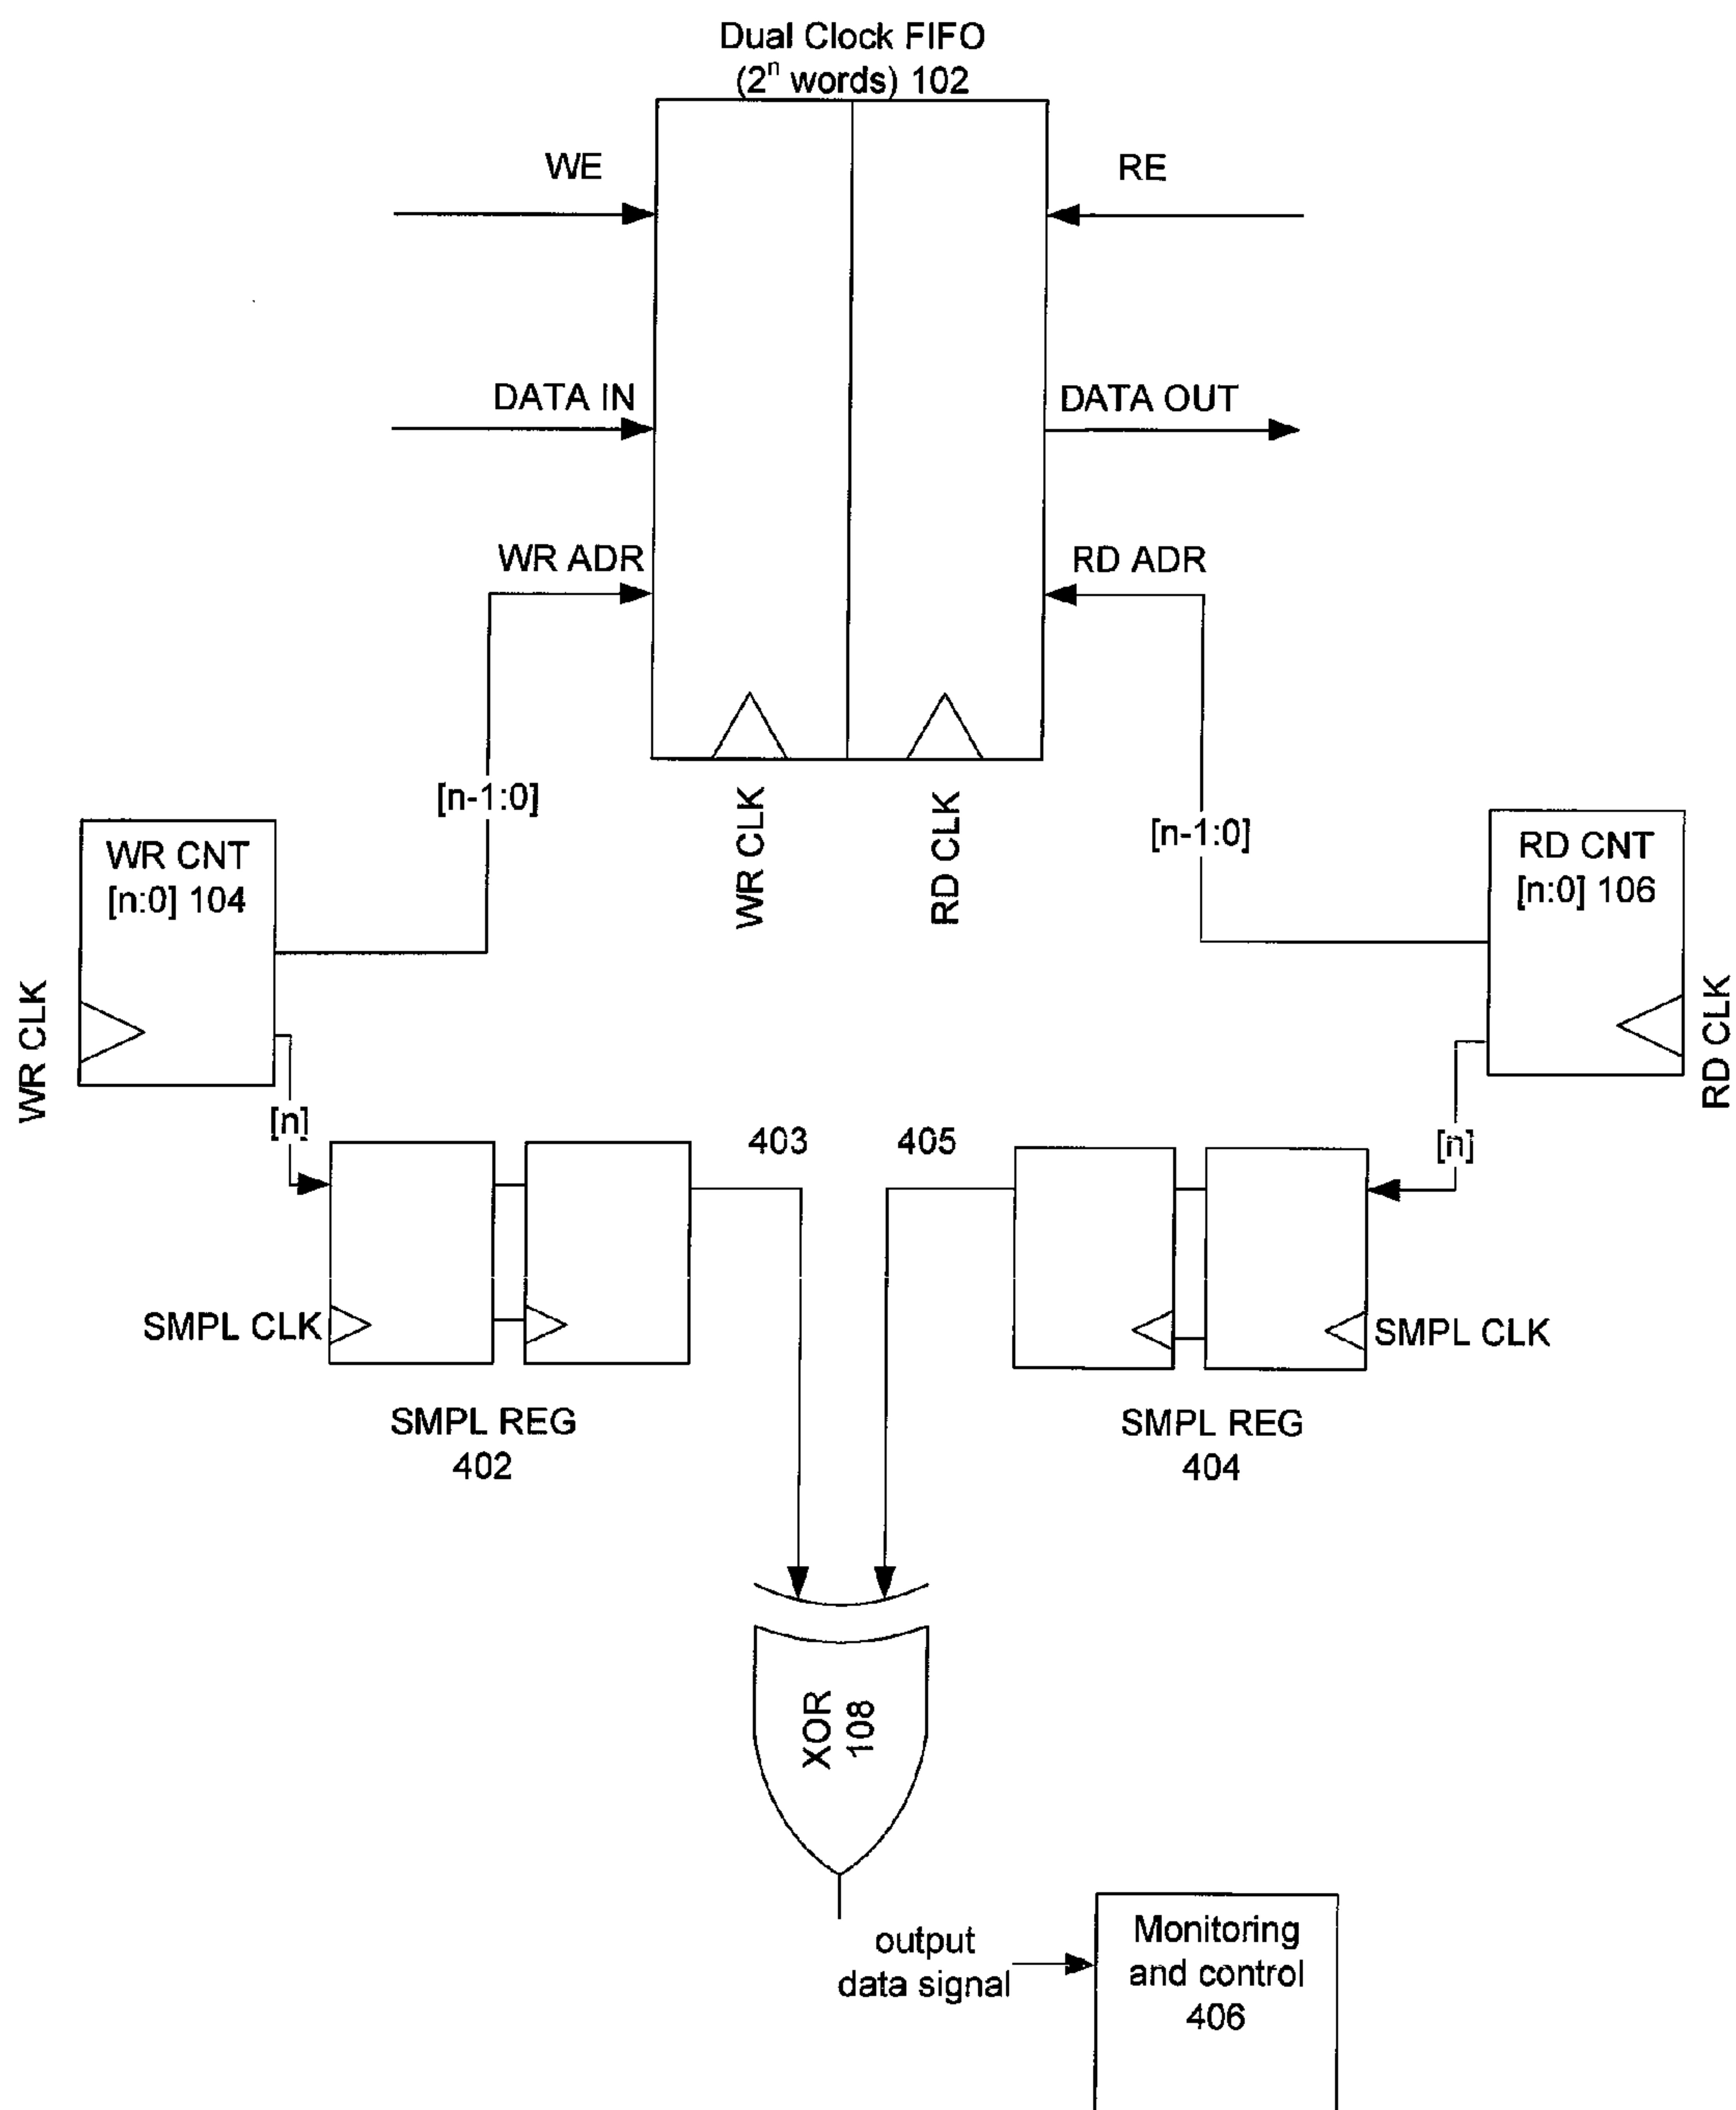 Dual Clock FIFO
(2ⁿ words) 102
WE
RE
DATA IN
DATA OUT
WR ADR
RD ADR
[n-1:0]
[n-1:0]
WR CLK
RD CLK
WR CNT
[n:0] 104
RD CNT
[n:0] 106
WR CLK
RD CLK
[n]
[n]
403
405
SMPL CLK
SMPL CLK
SMPL REG
402
SMPL REG
404
XOR
108
output
data signal
Monitoring
and control
406